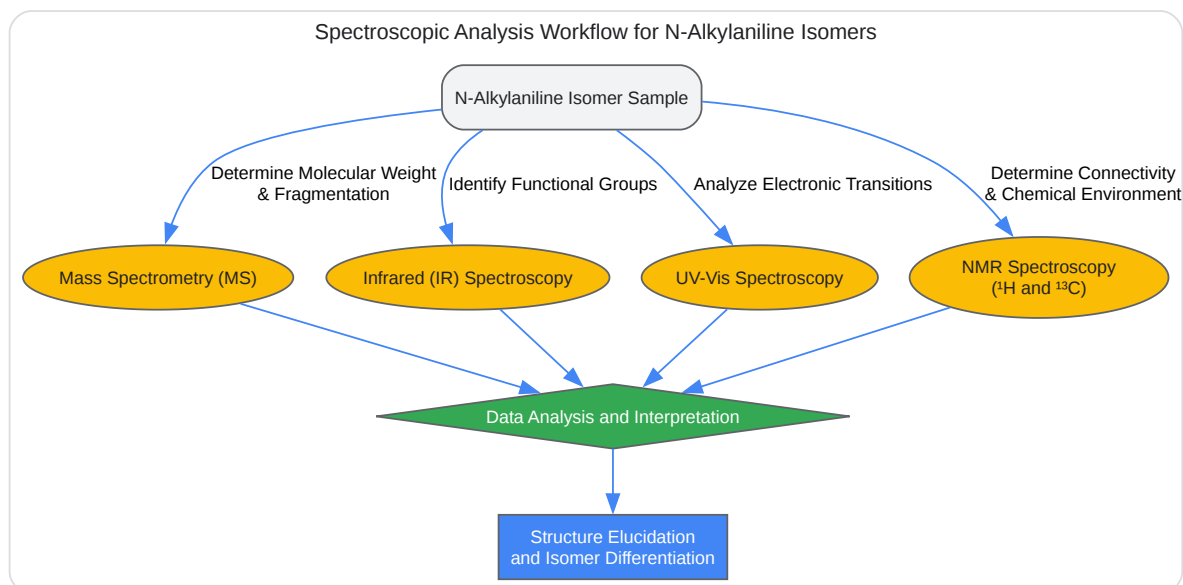 Spectroscopic Analysis Workflow for N-Alkylaniline Isomers
N-Alkylaniline Isomer Sample
Determine Molecular Weight
& Fragmentation
Identify Functional Groups
Analyze Electronic Transitions
Determine Connectivity
& Chemical Environment
Mass Spectrometry (MS)
Infrared (IR) Spectroscopy
UV-Vis Spectroscopy
NMR Spectroscopy
(¹H and ¹³C)
Data Analysis and Interpretation
Structure Elucidation
and Isomer Differentiation